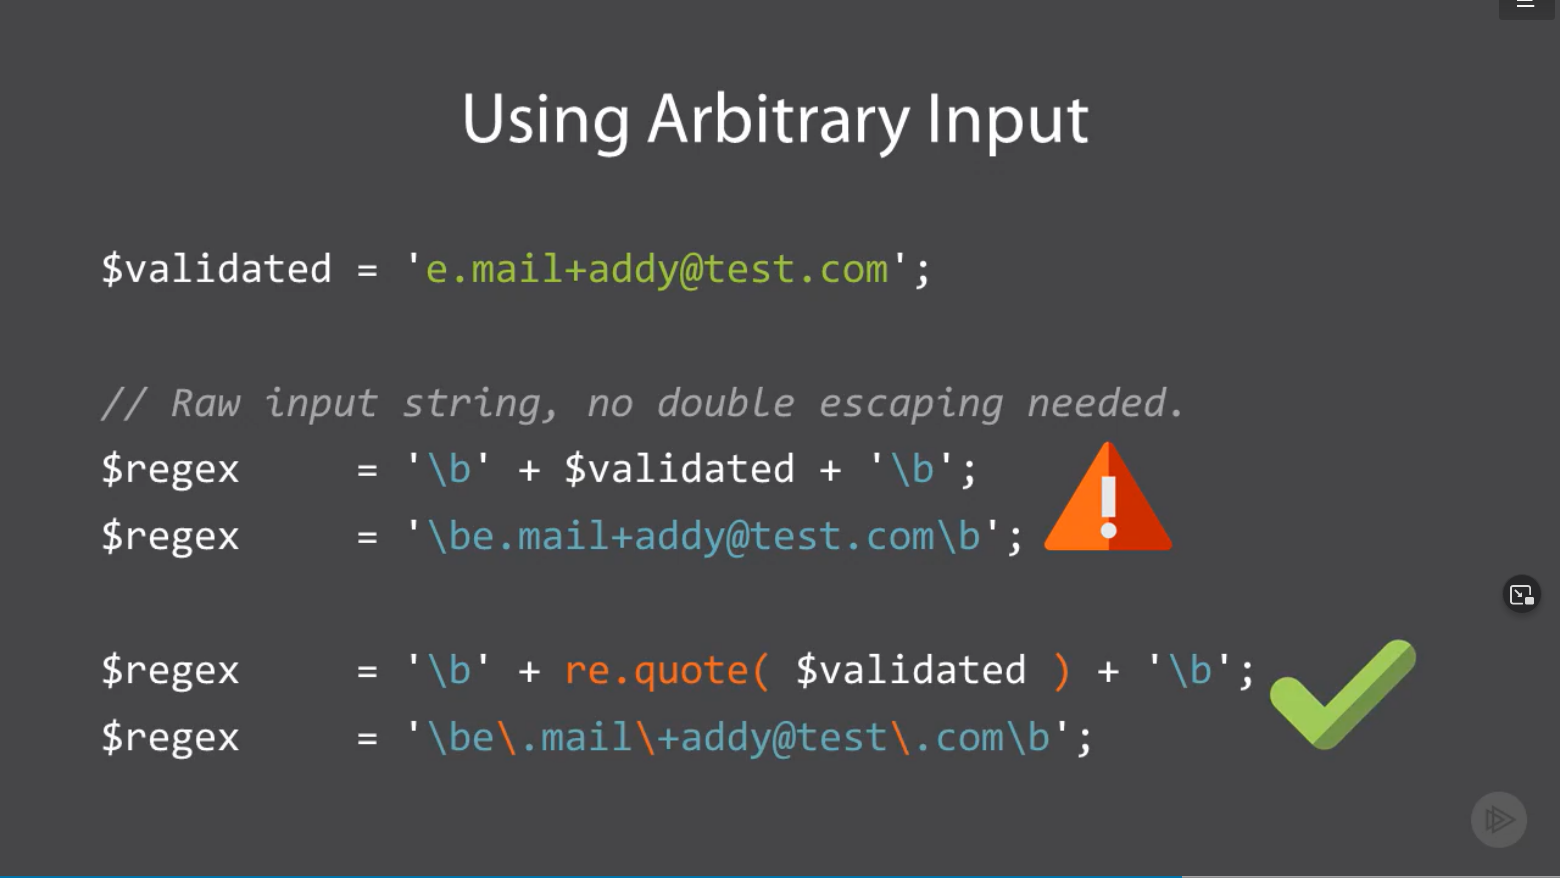 Using Arbitrary Input
$validated = 'e.mail+addy@test.com';
// Raw input string, no double escaping needed.
$regex     = '\b' + $validated + '\b';
$regex     = '\be.mail+addy@test.com\b';
$regex     = '\b' + re.quote( $validated ) + '\b';
$regex     = '\be\.mail\+addy@test\.com\b';